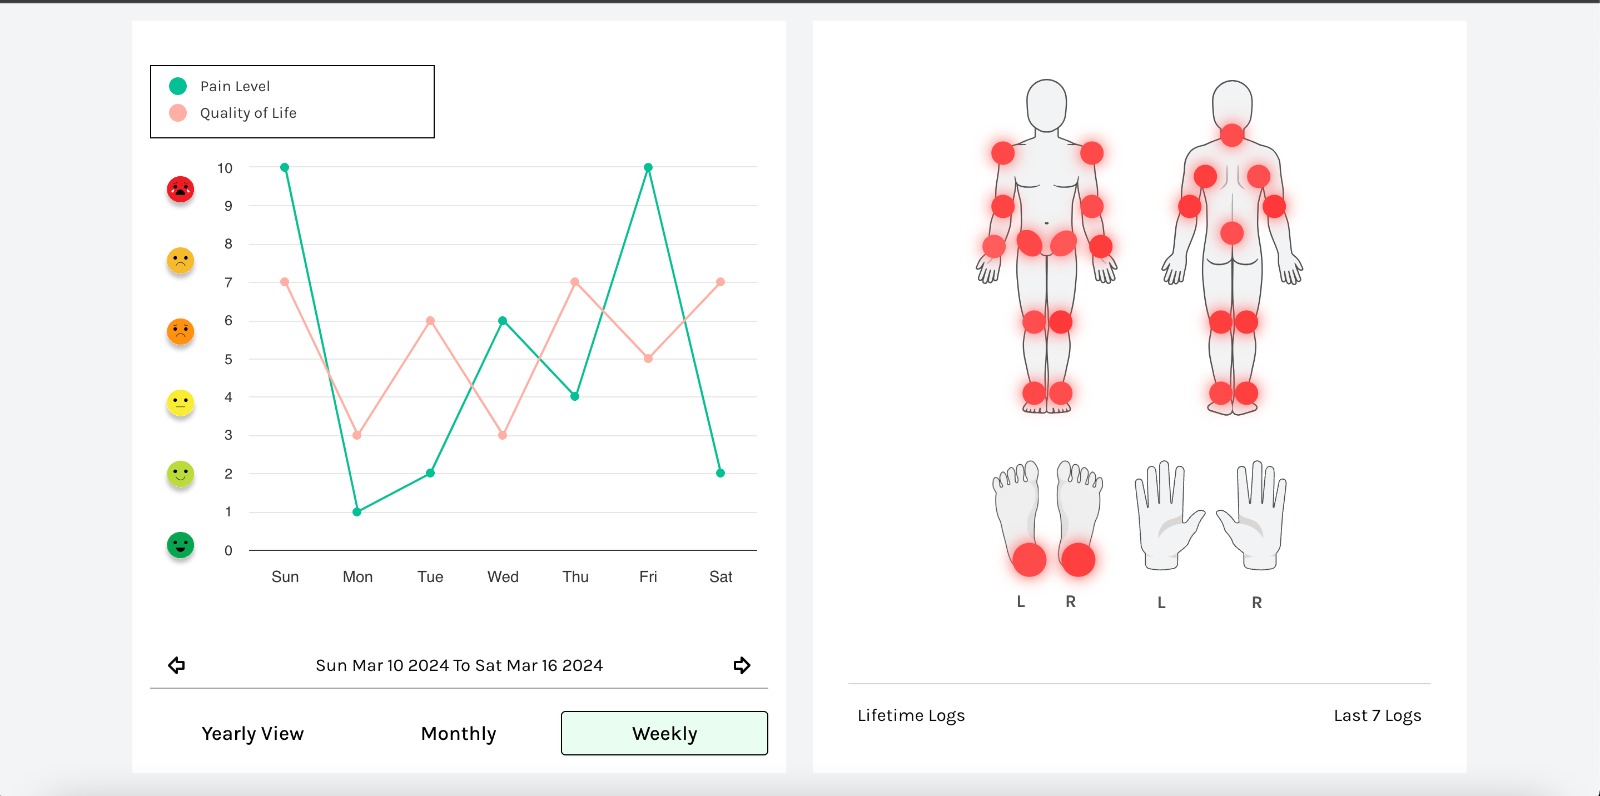 Pain Level
Quality of Life
10
9
8
7
6
5
4
3
2
1
0
Sun Mon Tue Wed Thu Fri Sat
Sun Mar 10 2024 To Sat Mar 16 2024
Yearly View Monthly Weekly
L R L R
Lifetime Logs Last 7 Logs